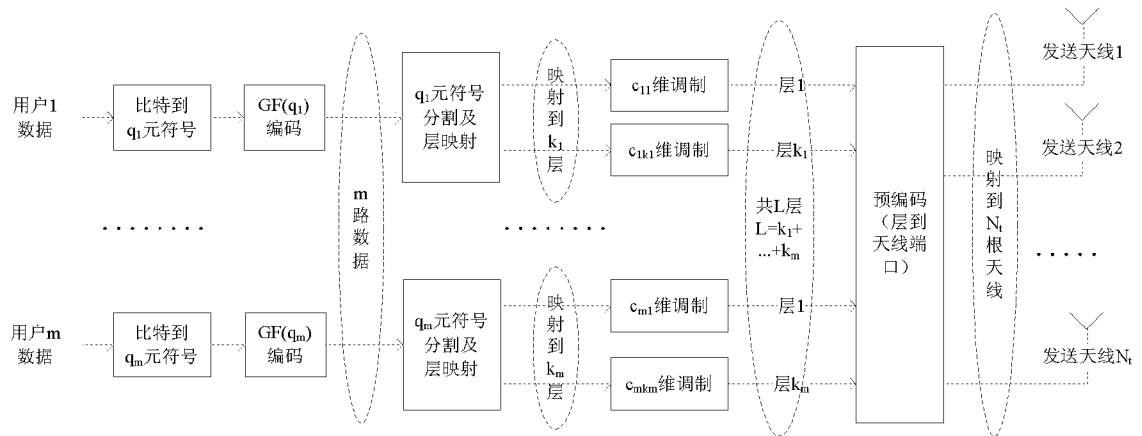 用户1
数据
比特到
q₁元符号
GF(q₁)
编码
m
路
数
据
q₁元符号
分割及
层映射
映
射
到
k₁
层
c₁₁维调制
c₁ₖ₁维调制
层1
层k₁
共L层
L=k₁+
...+kₘ
预编码
（层到
天线端
口）
映
射
到
Nₜ
根
天
线
发送天线1
发送天线2
用户m
数据
比特到
qₘ元符号
GF(qₘ)
编码
qₘ元符号
分割及
层映射
映
射
到
kₘ
层
cₘ₁维调制
cₘₖₘ维调制
层1
层kₘ
发送天线Nₜ